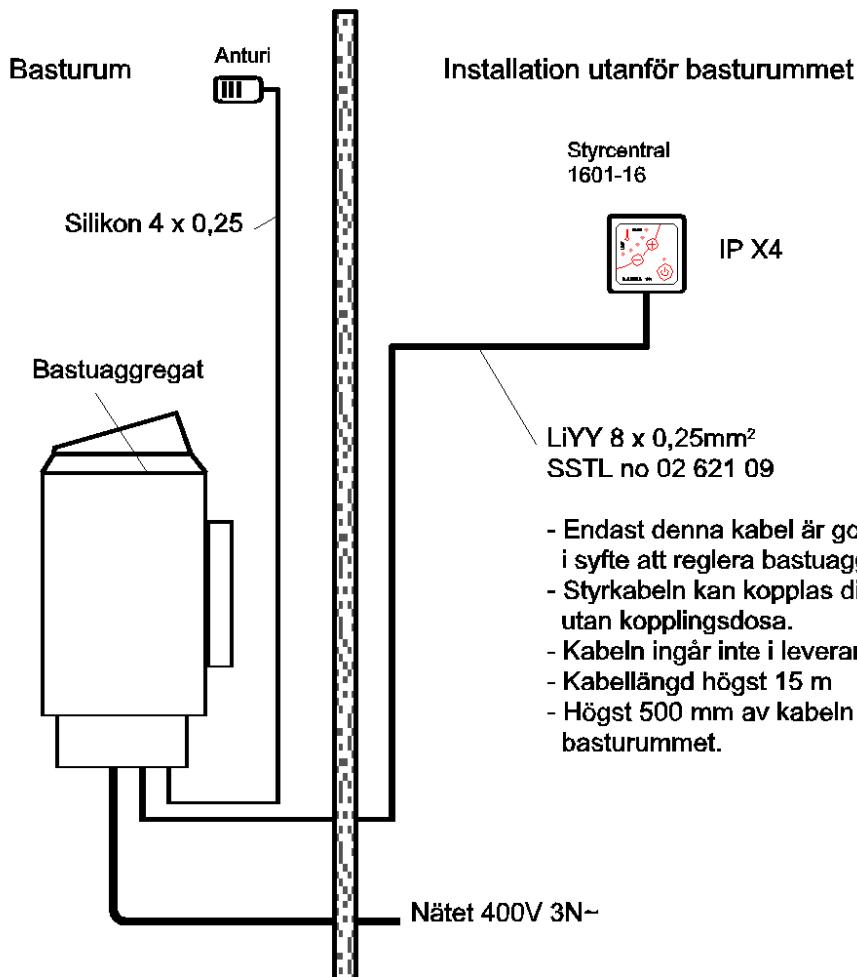 Basturum
Anturi
Installation utanför basturummet
Styrcentral
1601-16
Silikon 4 x 0,25
IP X4
Bastuaggregat
LiYY 8 x 0,25mm²
SSTL no 02 621 09
- Endast denna kabel är
i syfte att reglera
- Styrkabeln kan kopplas
utan kopplingsdosa.
- Kabeln ingår inte i
- Kabellängd högst 15 m
- Högst 500 mm av kabeln
basturummet.
Nätet 400V 3N~